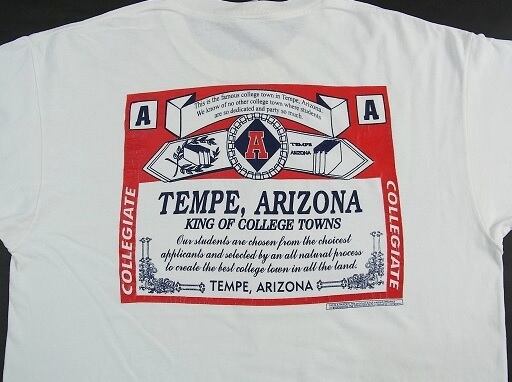 This is the famous college town in Tempe, Arizona.
We know of no other college town where students
are so dedicated and party so much.
A
A
A
TEMPE
ARIZONA
TEMPE, ARIZONA
KING OF COLLEGE TOWNS
COLLEGIATE
COLLEGIATE
Our students are chosen from the choicest
applicants and selected by an all natural process
to create the best college town in all the land.
TEMPE, ARIZONA